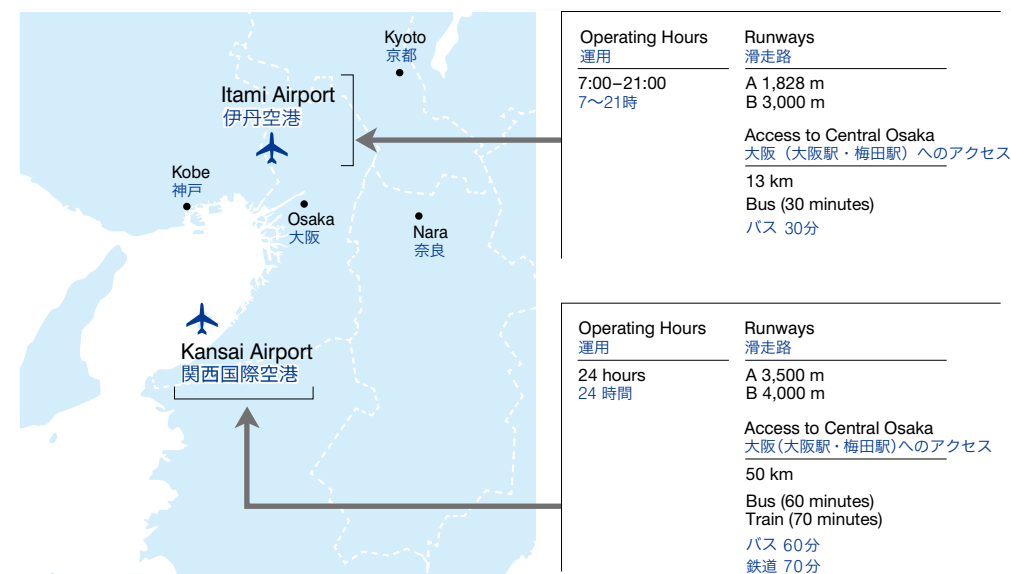 Kyoto
京都
Itami Airport
伊丹空港
Kobe
神戸
Osaka
大阪
Nara
奈良
Kansai Airport
関西国際空港
Operating Hours
運用
7:00–21:00
7〜21時
Runways
滑走路
A 1,828 m
B 3,000 m
Access to Central Osaka
大阪（大阪駅・梅田駅）へのアクセス
13 km
Bus (30 minutes)
バス 30分
Operating Hours
運用
24 hours
24 時間
Runways
滑走路
A 3,500 m
B 4,000 m
Access to Central Osaka
大阪(大阪駅・梅田駅)へのアクセス
50 km
Bus (60 minutes)
Train (70 minutes)
バス 60分
鉄道 70分